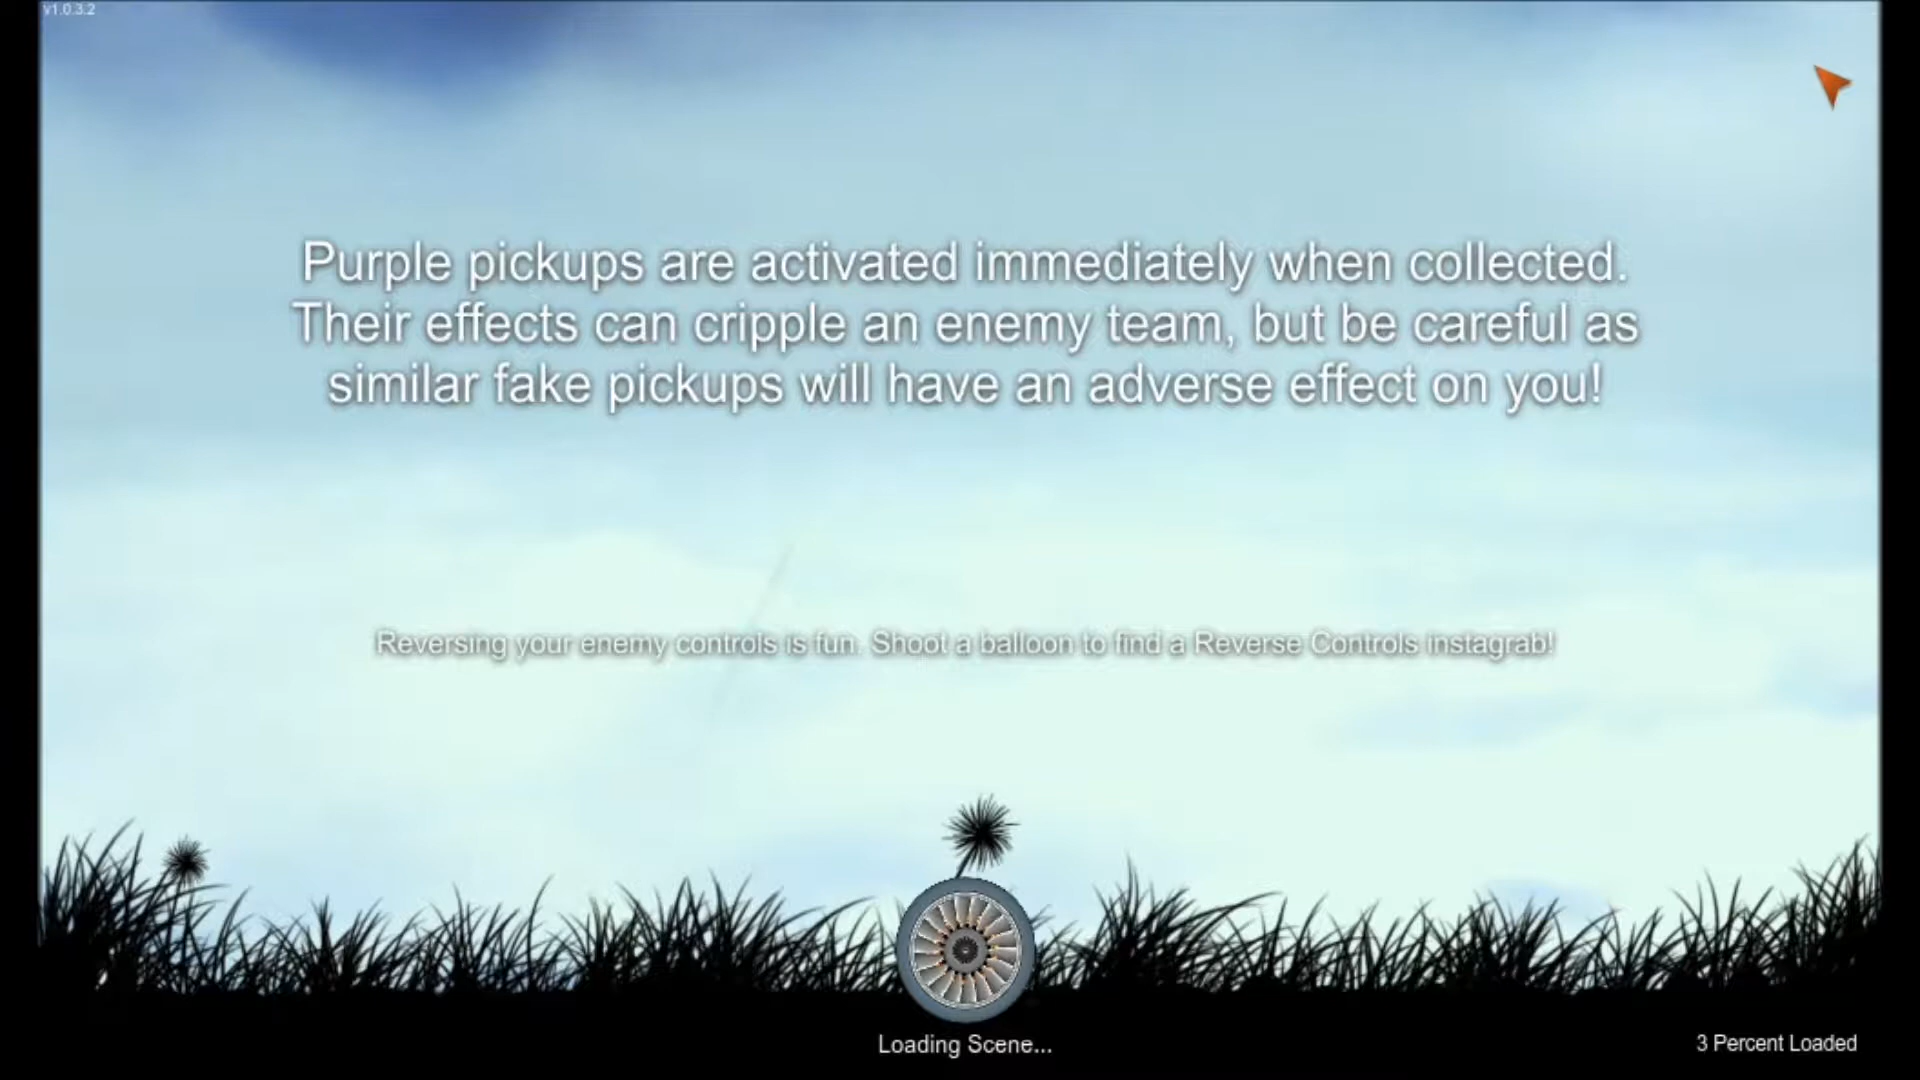 v1.0.3.2
Purple pickups are activated immediately when collected.
Their effects can cripple an enemy team, but be careful as
similar fake pickups will have an adverse effect on you!
Reversing your enemy controls is fun. Shoot a balloon to find a Reverse Controls instagrab!
Loading Scene...
3 Percent Loaded